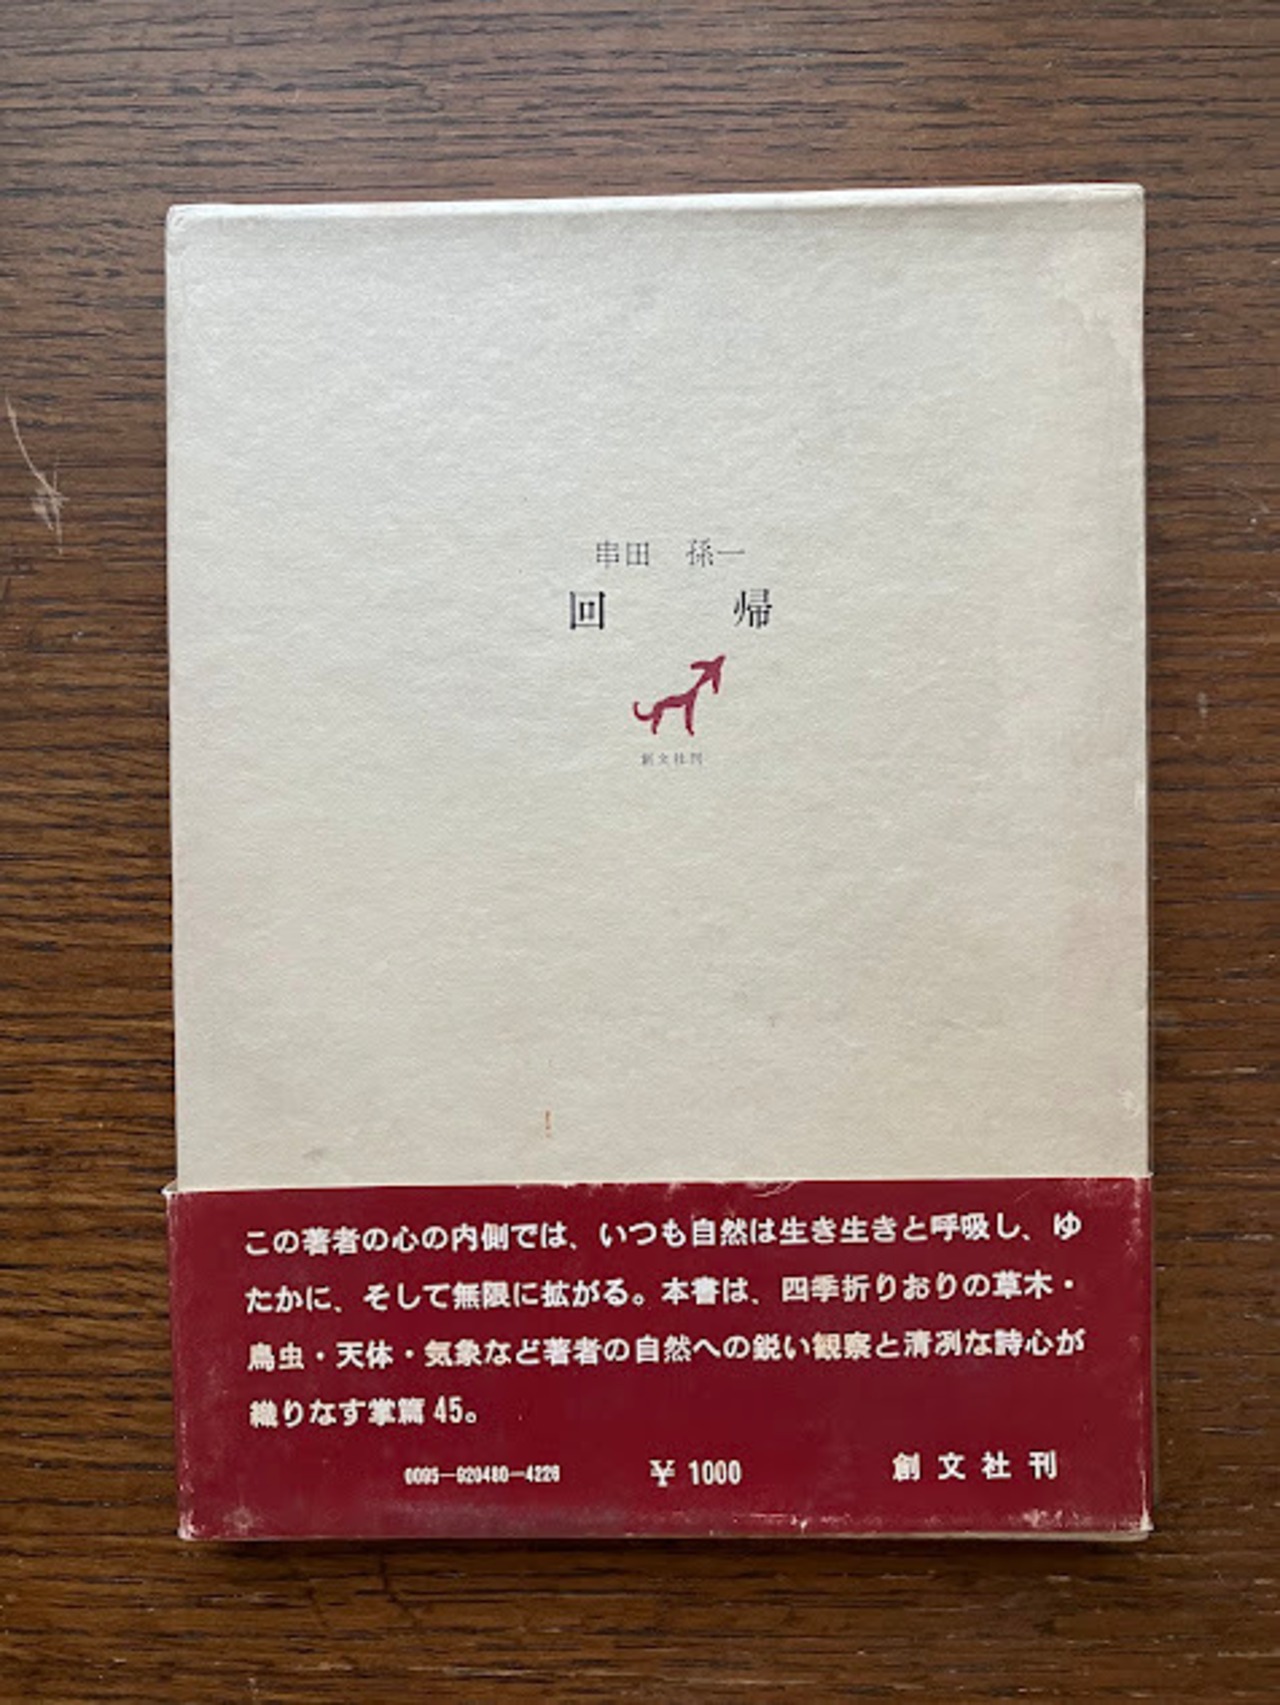 串田 孫一
回 帰
創文社刊
この著者の心の内側では、いつも自然は生き生きと呼吸し、ゆ
たかに、そして無限に拡がる。本書は、四季折りおりの草木・
鳥虫・天体・気象など著者の自然への鋭い観察と清冽な詩心が
織りなす掌篇45。
0095-920480-4226 ¥ 1000 創文社刊